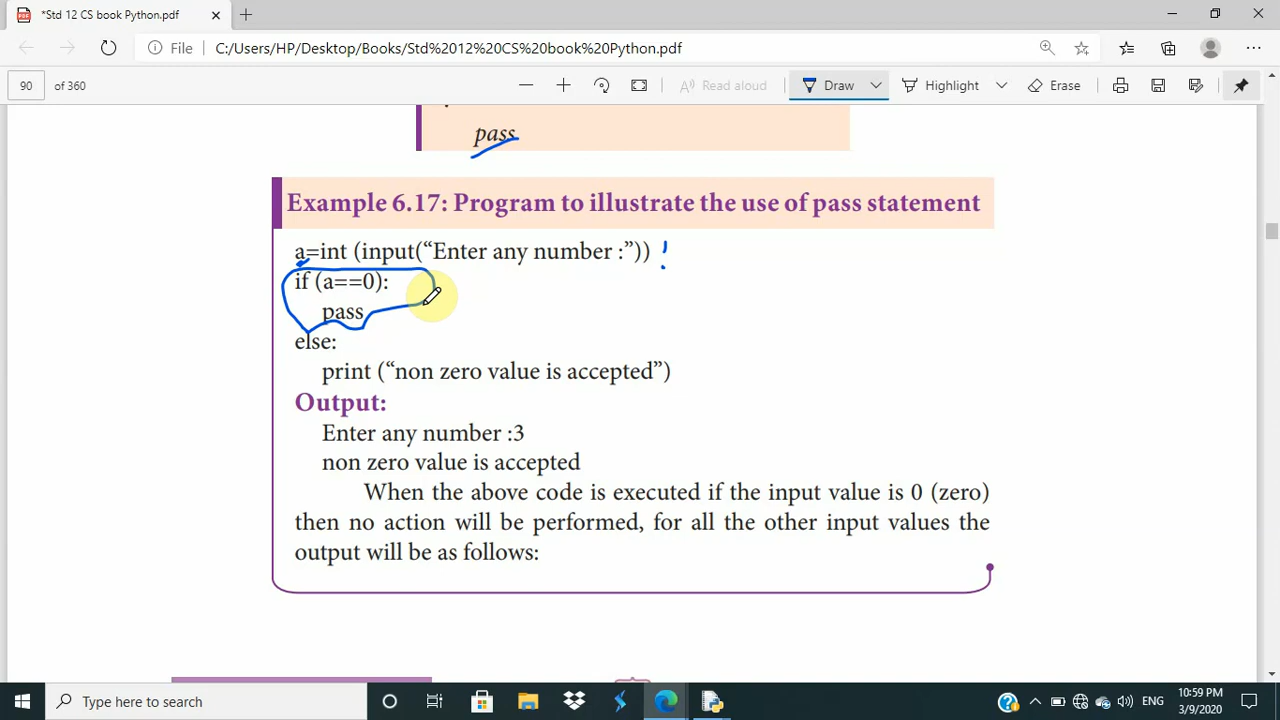 *Std 12 CS book Python.pdf
File C:/Users/HP/Desktop/Books/Std%2012%20CS%20book%20Python.pdf
90 of 360 Read aloud Draw Highlight Erase
pass
Example 6.17: Program to illustrate the use of pass statement
a=int (input(“Enter any number :”)) !
if (a==0):
pass
else:
print (“non zero value is accepted”)
Output:
Enter any number :3
non zero value is accepted
When the above code is executed if the input value is 0 (zero)
then no action will be performed, for all the other input values the
output will be as follows:
Type here to search
ENG
10:59 PM
3/9/2020